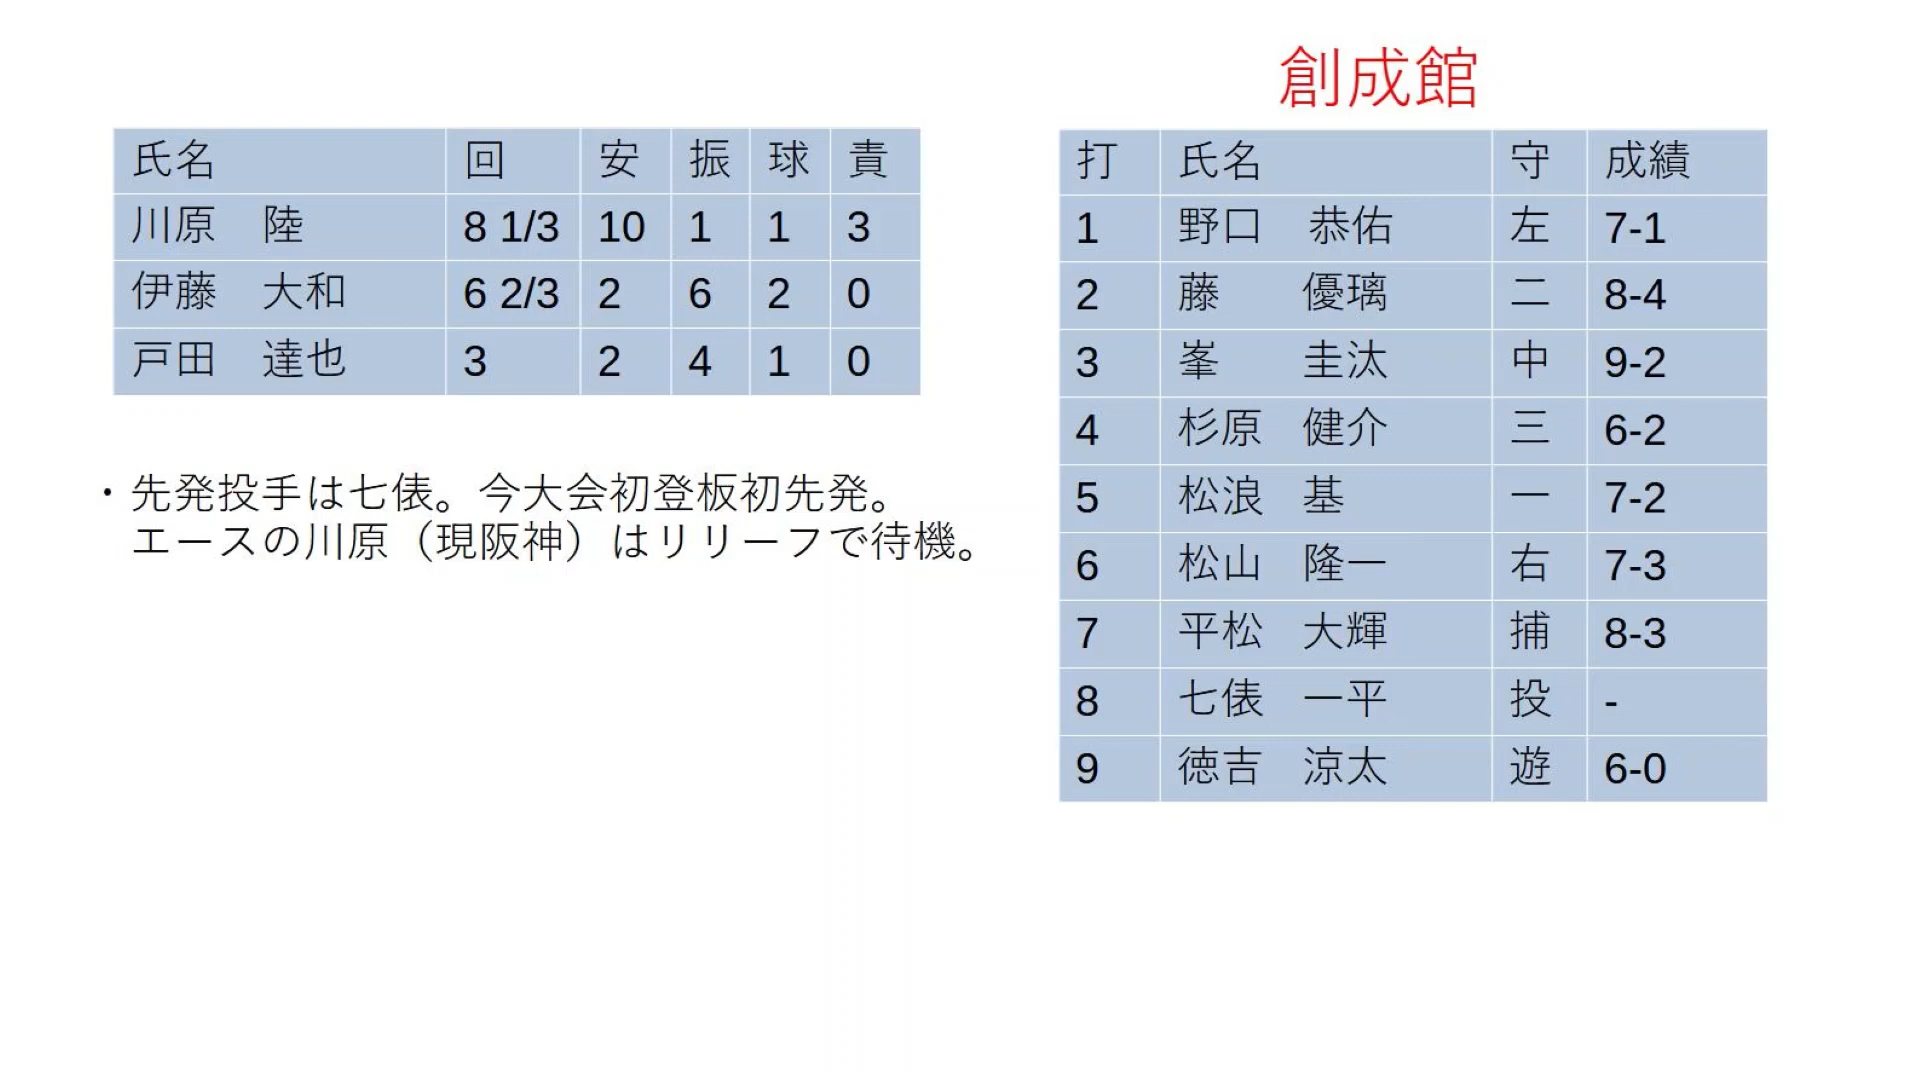 創成館
氏名 回 安 振 球 責
川原 陸 8 1/3 10 1 1 3
伊藤 大和 6 2/3 2 6 2 0
戸田 達也 3 2 4 1 0
・先発投手は七俵。今大会初登板初先発。
エースの川原（現阪神）はリリーフで待機。
打 氏名 守 成績
1 野口 恭佑 左 7-1
2 藤 優璃 二 8-4
3 峯 圭汰 中 9-2
4 杉原 健介 三 6-2
5 松浪 基 一 7-2
6 松山 隆一 右 7-3
7 平松 大輝 捕 8-3
8 七俵 一平 投 -
9 徳吉 涼太 遊 6-0